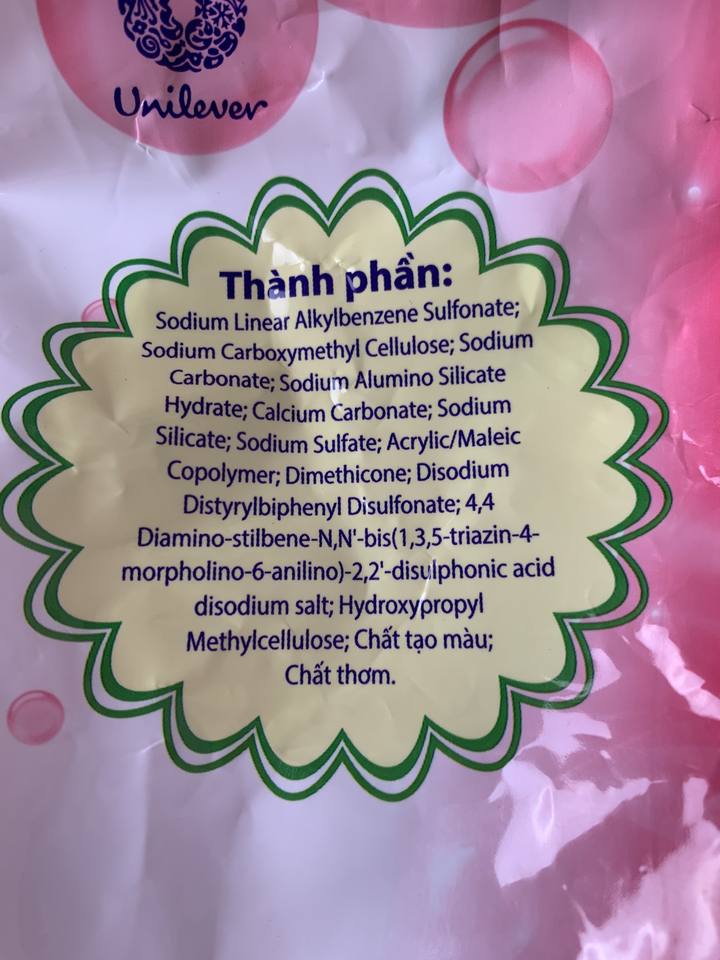 Unilever
Thành phần:
Sodium Linear Alkylbenzene Sulfonate;
Sodium Carboxymethyl Cellulose; Sodium
Carbonate; Sodium Alumino Silicate
Hydrate; Calcium Carbonate; Sodium
Silicate; Sodium Sulfate; Acrylic/Maleic
Copolymer; Dimethicone; Disodium
Distyrylbiphenyl Disulfonate; 4,4
Diamino-stilbene-N,N'-bis(1,3,5-triazin-4-
morpholino-6-anilino)-2,2'-disulphonic acid
disodium salt; Hydroxypropyl
Methylcellulose; Chất tạo màu;
Chất thơm.